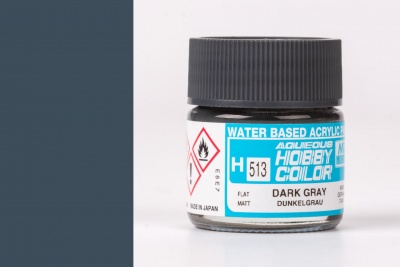 WATER BASED ACRYLIC
AQUEOUS
HOBBY
COLOR
H 513
FLAT DARK GRAY
MATT DUNKELGRAU
MADE IN JAPAN